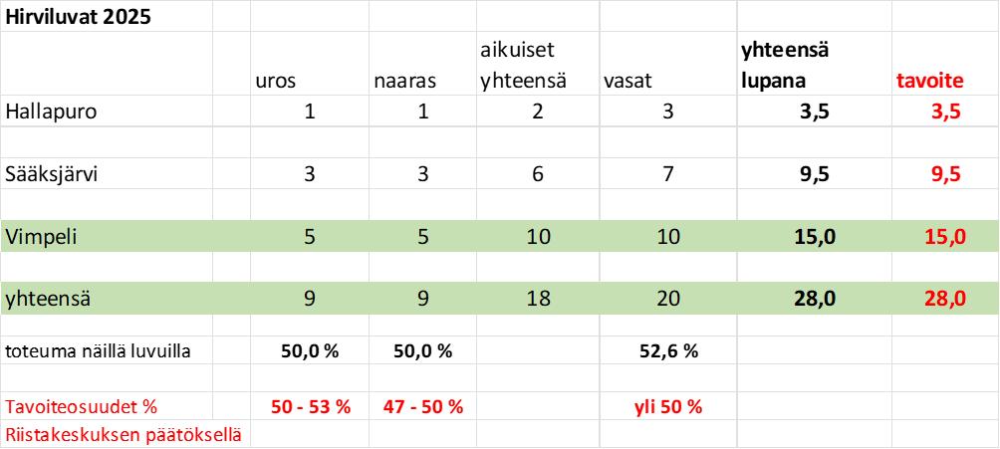 Hirviluvat 2025
uros naaras aikuiset yhteensä vasat yhteensä lupana tavoite
Hallapuro 1 1 2 3 3,5 3,5
Sääksjärvi 3 3 6 7 9,5 9,5
Vimpeli 5 5 10 10 15,0 15,0
yhteensä 9 9 18 20 28,0 28,0
toteuma näillä luvuilla 50,0 % 50,0 % 52,6 %
Tavoiteosuudet % 50 - 53 % 47 - 50 % yli 50 %
Riistakeskuksen päätöksellä